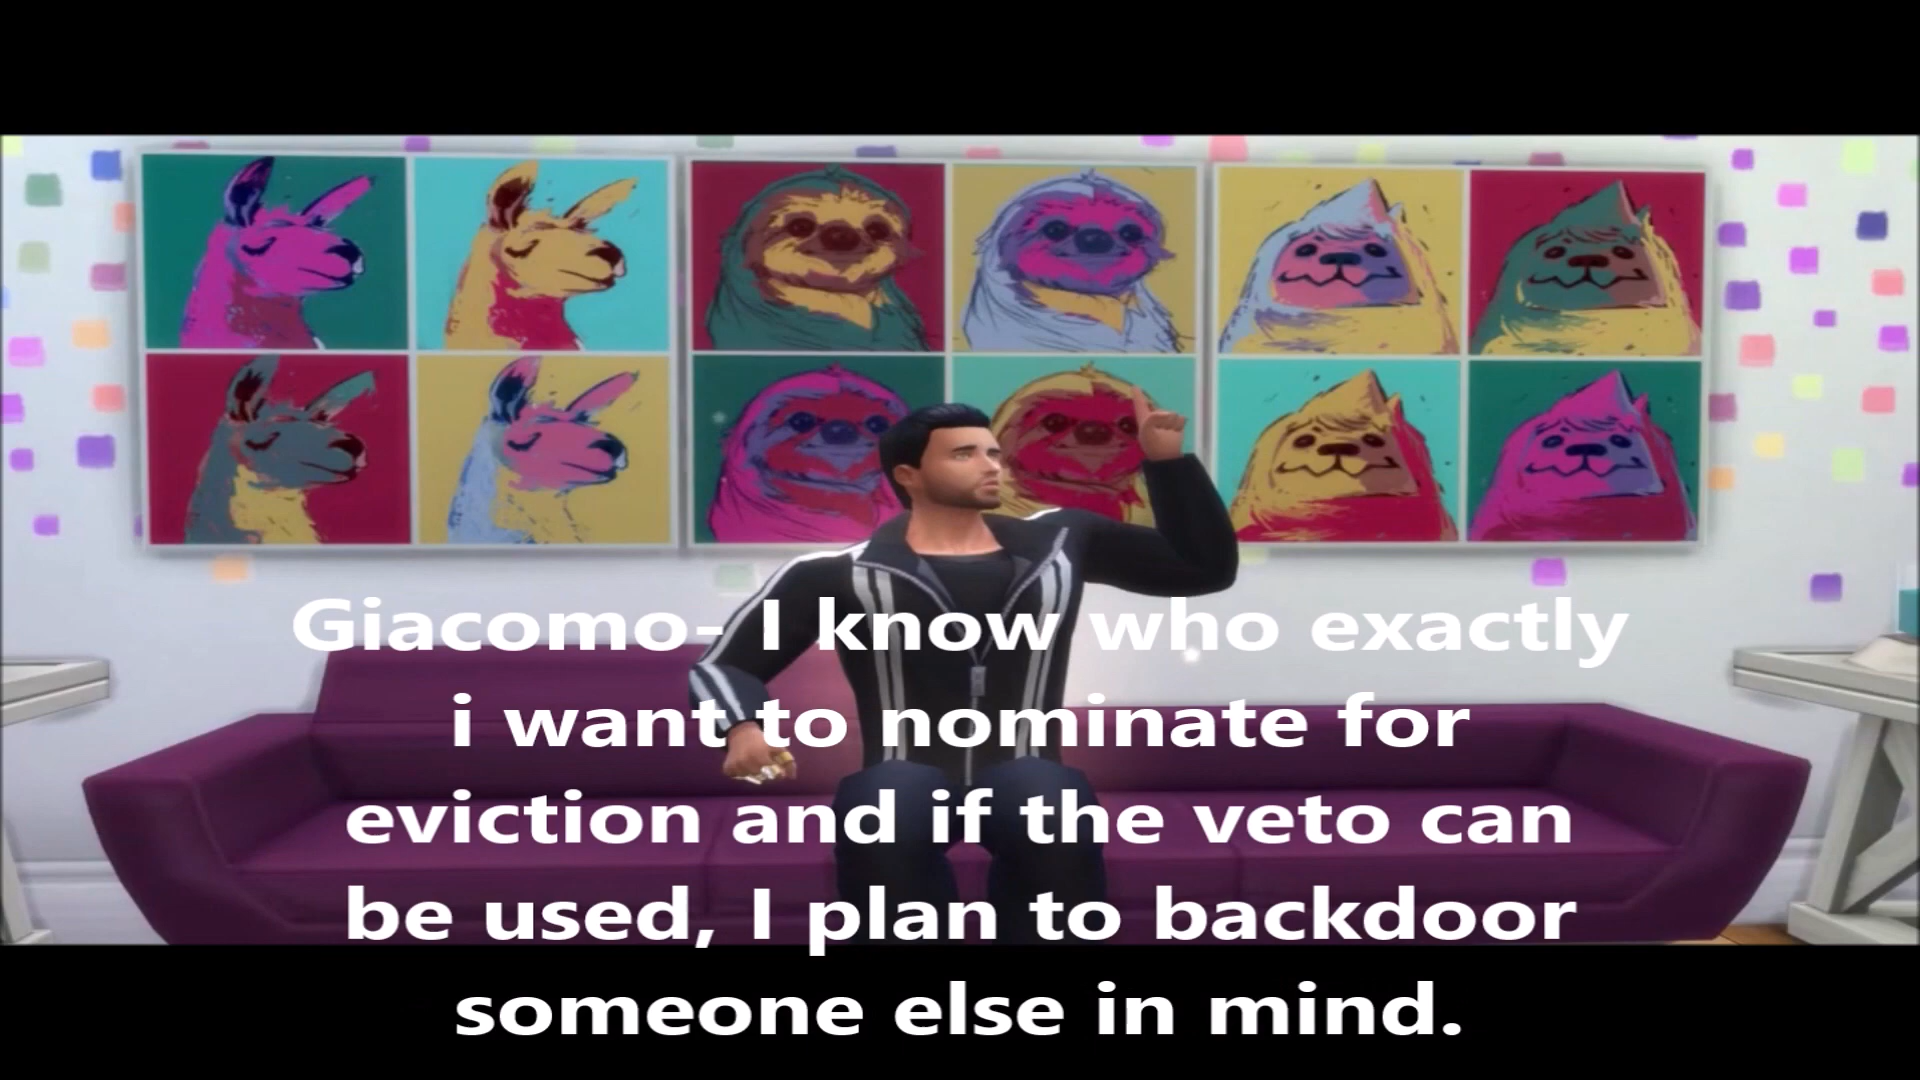 Giacomo- I know who exactly
i want to nominate for
eviction and if the veto can
be used, I plan to backdoor
someone else in mind.